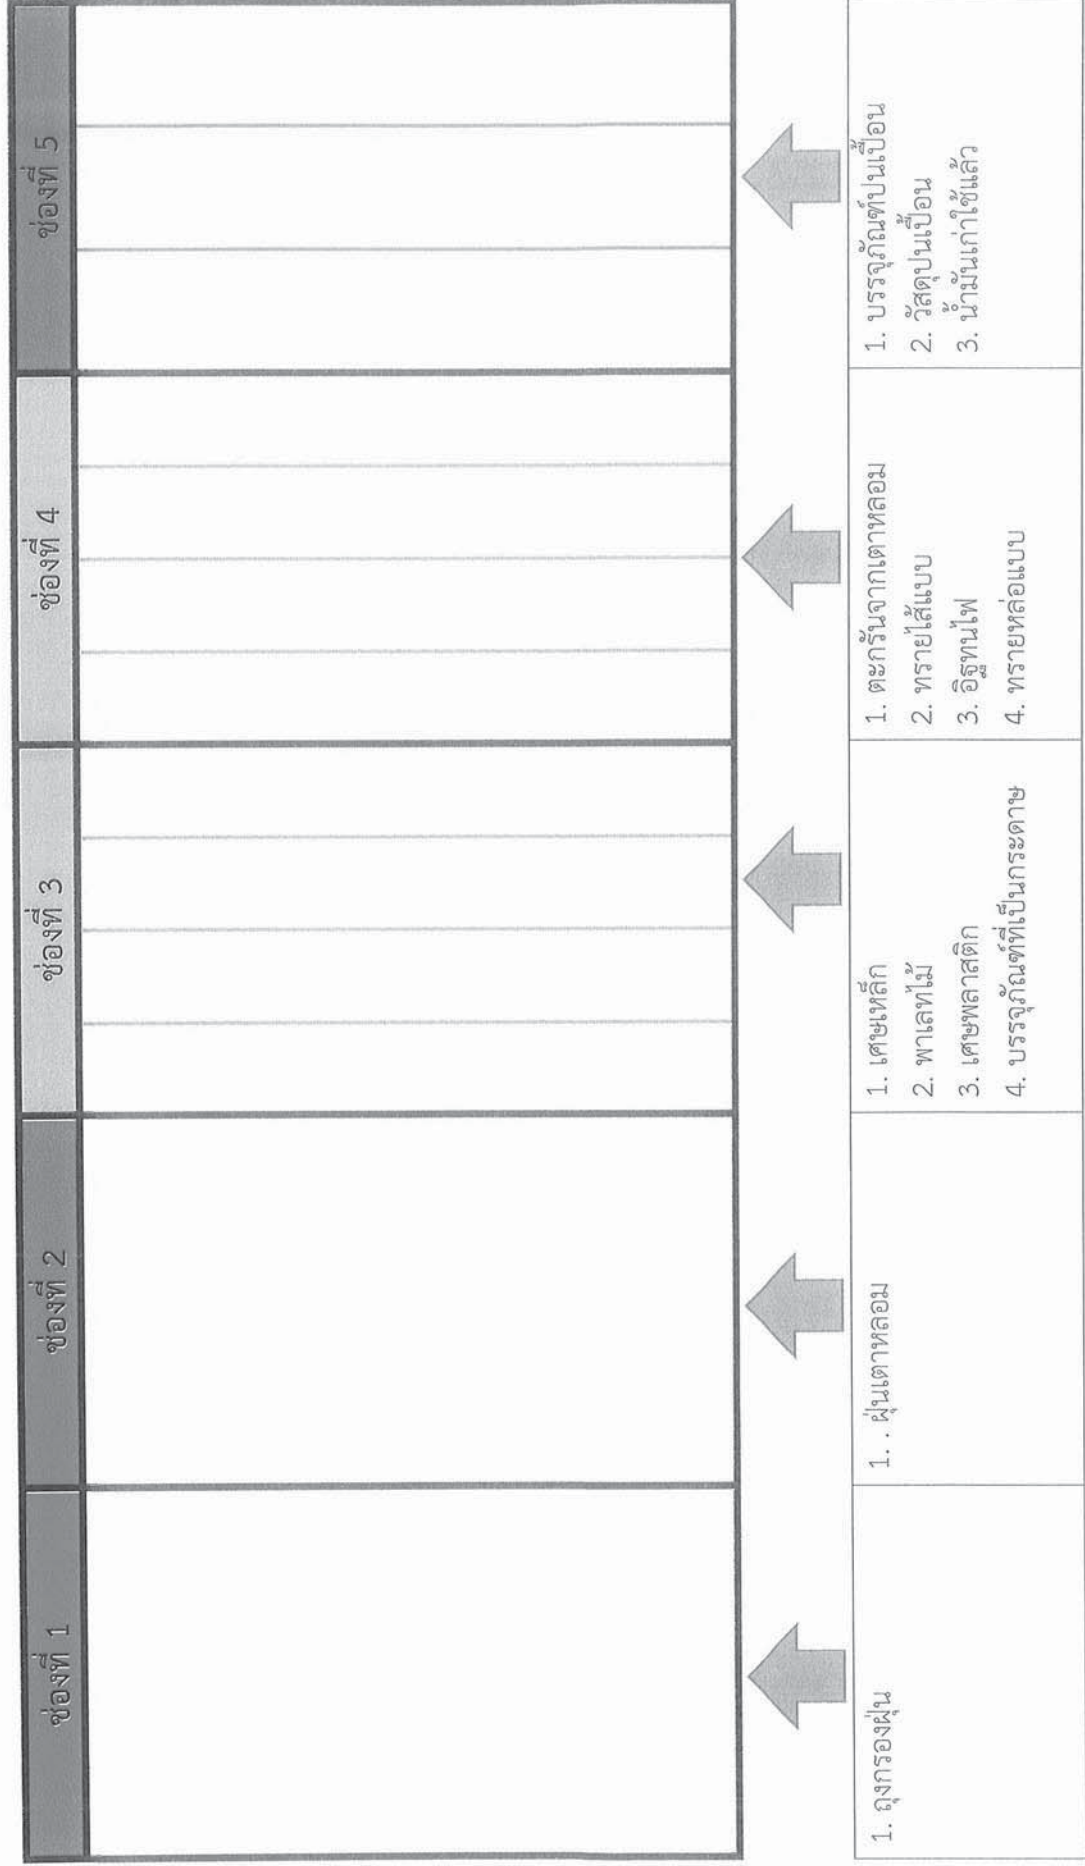 ช่องที่ 1
ช่องที่ 2
ช่องที่ 3
ช่องที่ 4
ช่องที่ 5
1. ถุงกรองฝุ่น
1. . ฝุ่นเตาหลอม
1. เศษเหล็ก
2. พาเลทไม้
3. เศษพลาสติก
4. บรรจุภัณฑ์ที่เป็นกระดาษ
1. ตะกรันจากเตาหลอม
2. ทรายไส้แบบ
3. อิฐทนไฟ
4. ทรายหล่อแบบ
1. บรรจุภัณฑ์ปนเปื้อน
2. วัสดุปนเปื้อน
3. น้ำมันเก่าใช้แล้ว